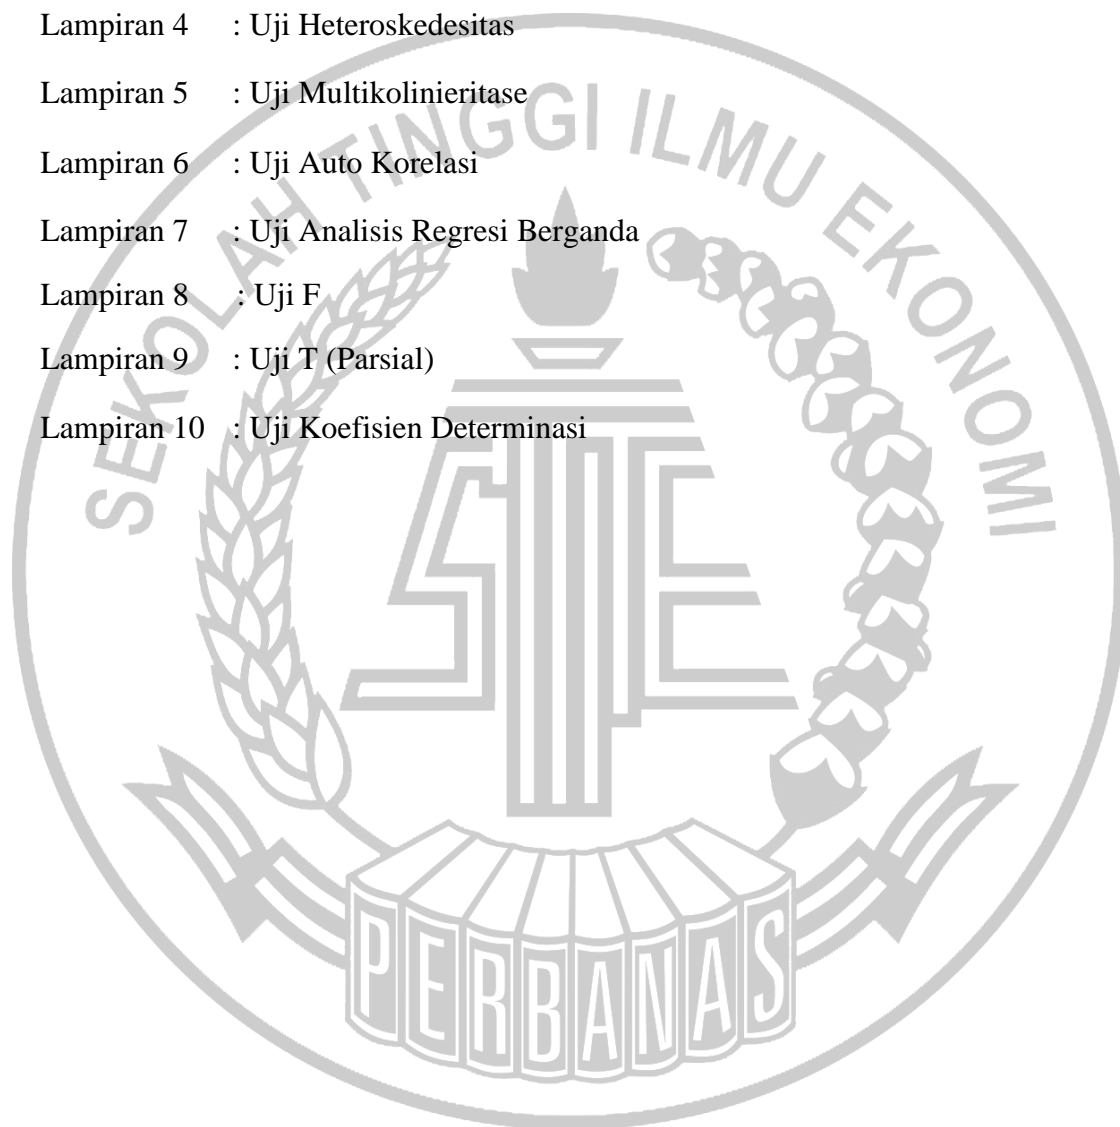 Lampiran 4 : Uji Heteroskedesitas
Lampiran 5 : Uji Multikolinieritase
Lampiran 6 : Uji Auto Korelasi
Lampiran 7 : Uji Analisis Regresi Berganda
Lampiran 8 : Uji F
Lampiran 9 : Uji T (Parsial)
Lampiran 10 : Uji Koefisien Determinasi
SEKOLAH TINGGI ILMU EKONOMI
STIE
PERBANAS